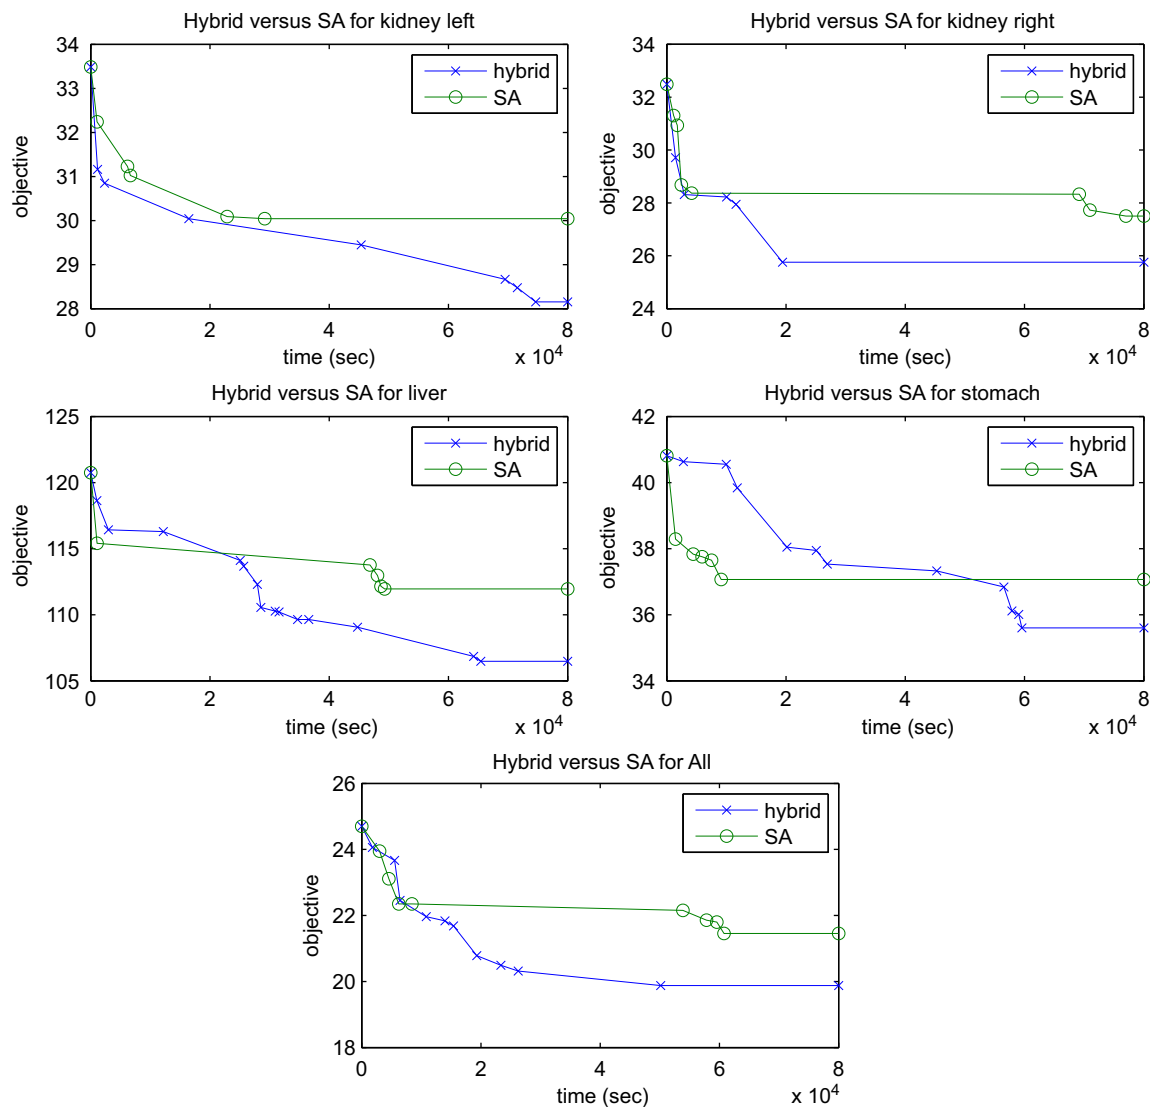 Hybrid versus SA for kidney left
34
33
32
31
30
29
28
objective
hybrid
SA
0 2 4 6 8
x 10^4
time (sec)
Hybrid versus SA for kidney right
34
32
30
28
26
24
objective
hybrid
SA
0 2 4 6 8
x 10^4
time (sec)
Hybrid versus SA for liver
125
120
115
110
105
objective
hybrid
SA
0 2 4 6 8
x 10^4
time (sec)
Hybrid versus SA for stomach
42
40
38
36
34
objective
hybrid
SA
0 2 4 6 8
x 10^4
time (sec)
Hybrid versus SA for All
26
24
22
20
18
objective
hybrid
SA
0 2 4 6 8
x 10^4
time (sec)